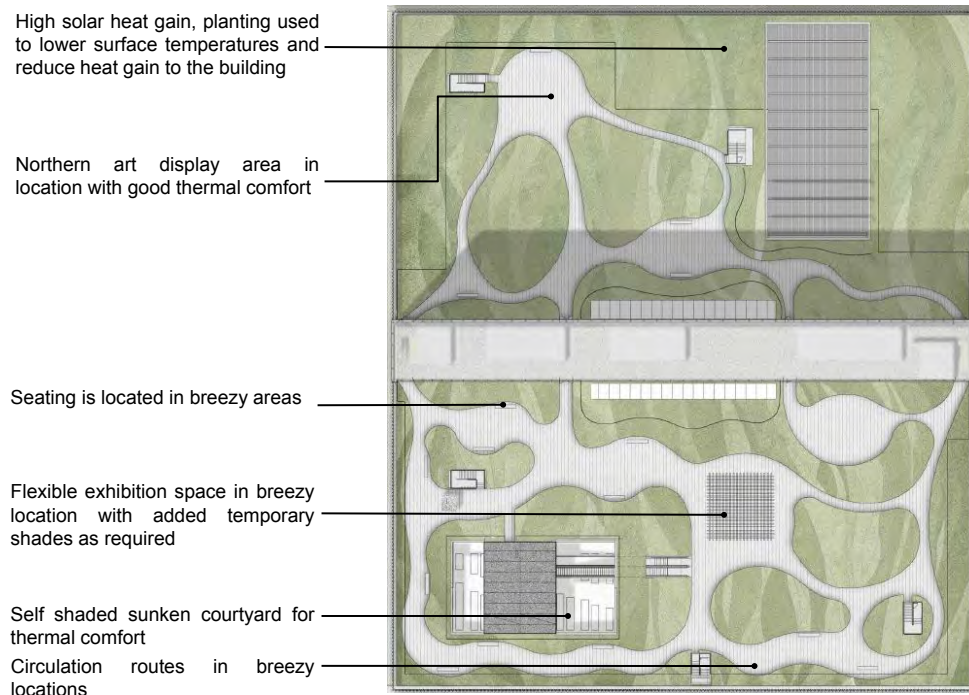 High solar heat gain, planting used
to lower surface temperatures and
reduce heat gain to the building
Northern art display area in
location with good thermal comfort
Seating is located in breezy areas
Flexible exhibition space in breezy
location with added temporary
shades as required
Self shaded sunken courtyard for
thermal comfort
Circulation routes in breezy
locations